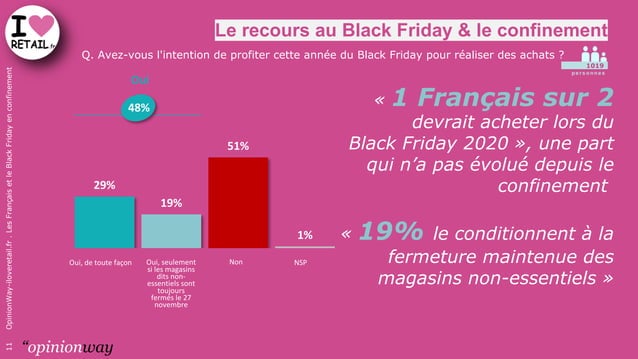 I
RETAIL.fr
Le recours au Black Friday & le confinement
Q. Avez-vous l'intention de profiter cette année du Black Friday pour réaliser des achats ?
1019
personnes
Oui
48%
29%
19%
51%
1%
Oui, de toute façon
Oui, seulement
si les magasins
dits non-
essentiels sont
toujours
fermés le 27
novembre
Non
NSP
« 1 Français sur 2
devrait acheter lors du
Black Friday 2020 », une part
qui n’a pas évolué depuis le
confinement
« 19% le conditionnent à la
fermeture maintenue des
magasins non-essentiels »
OpinionWay-iloveretail.fr . Les Français et le Black Friday en confinement
11
“opinionway